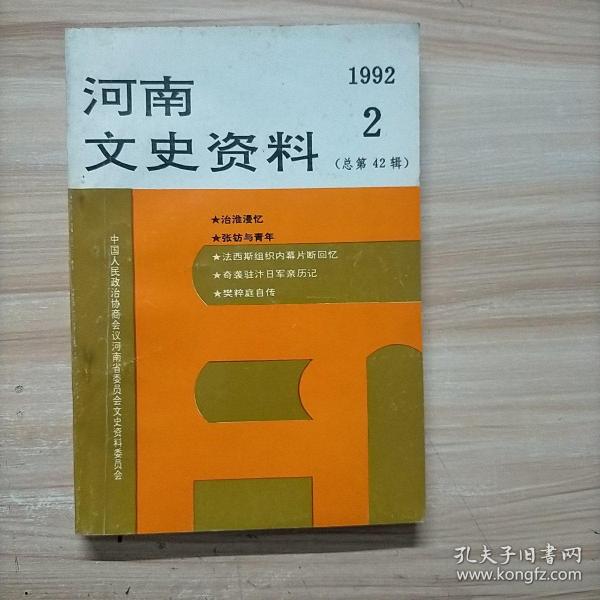 河南
文史资料
1992
2
(总第42辑)
★治淮漫忆
★张钫与青年
★法西斯组织内幕片断回忆
★奇袭驻汴日军亲历记
★樊粹庭自传
中国人民政治协商会议河南省委员会文史资料委员会
孔夫子旧书网
www.kongfz.com